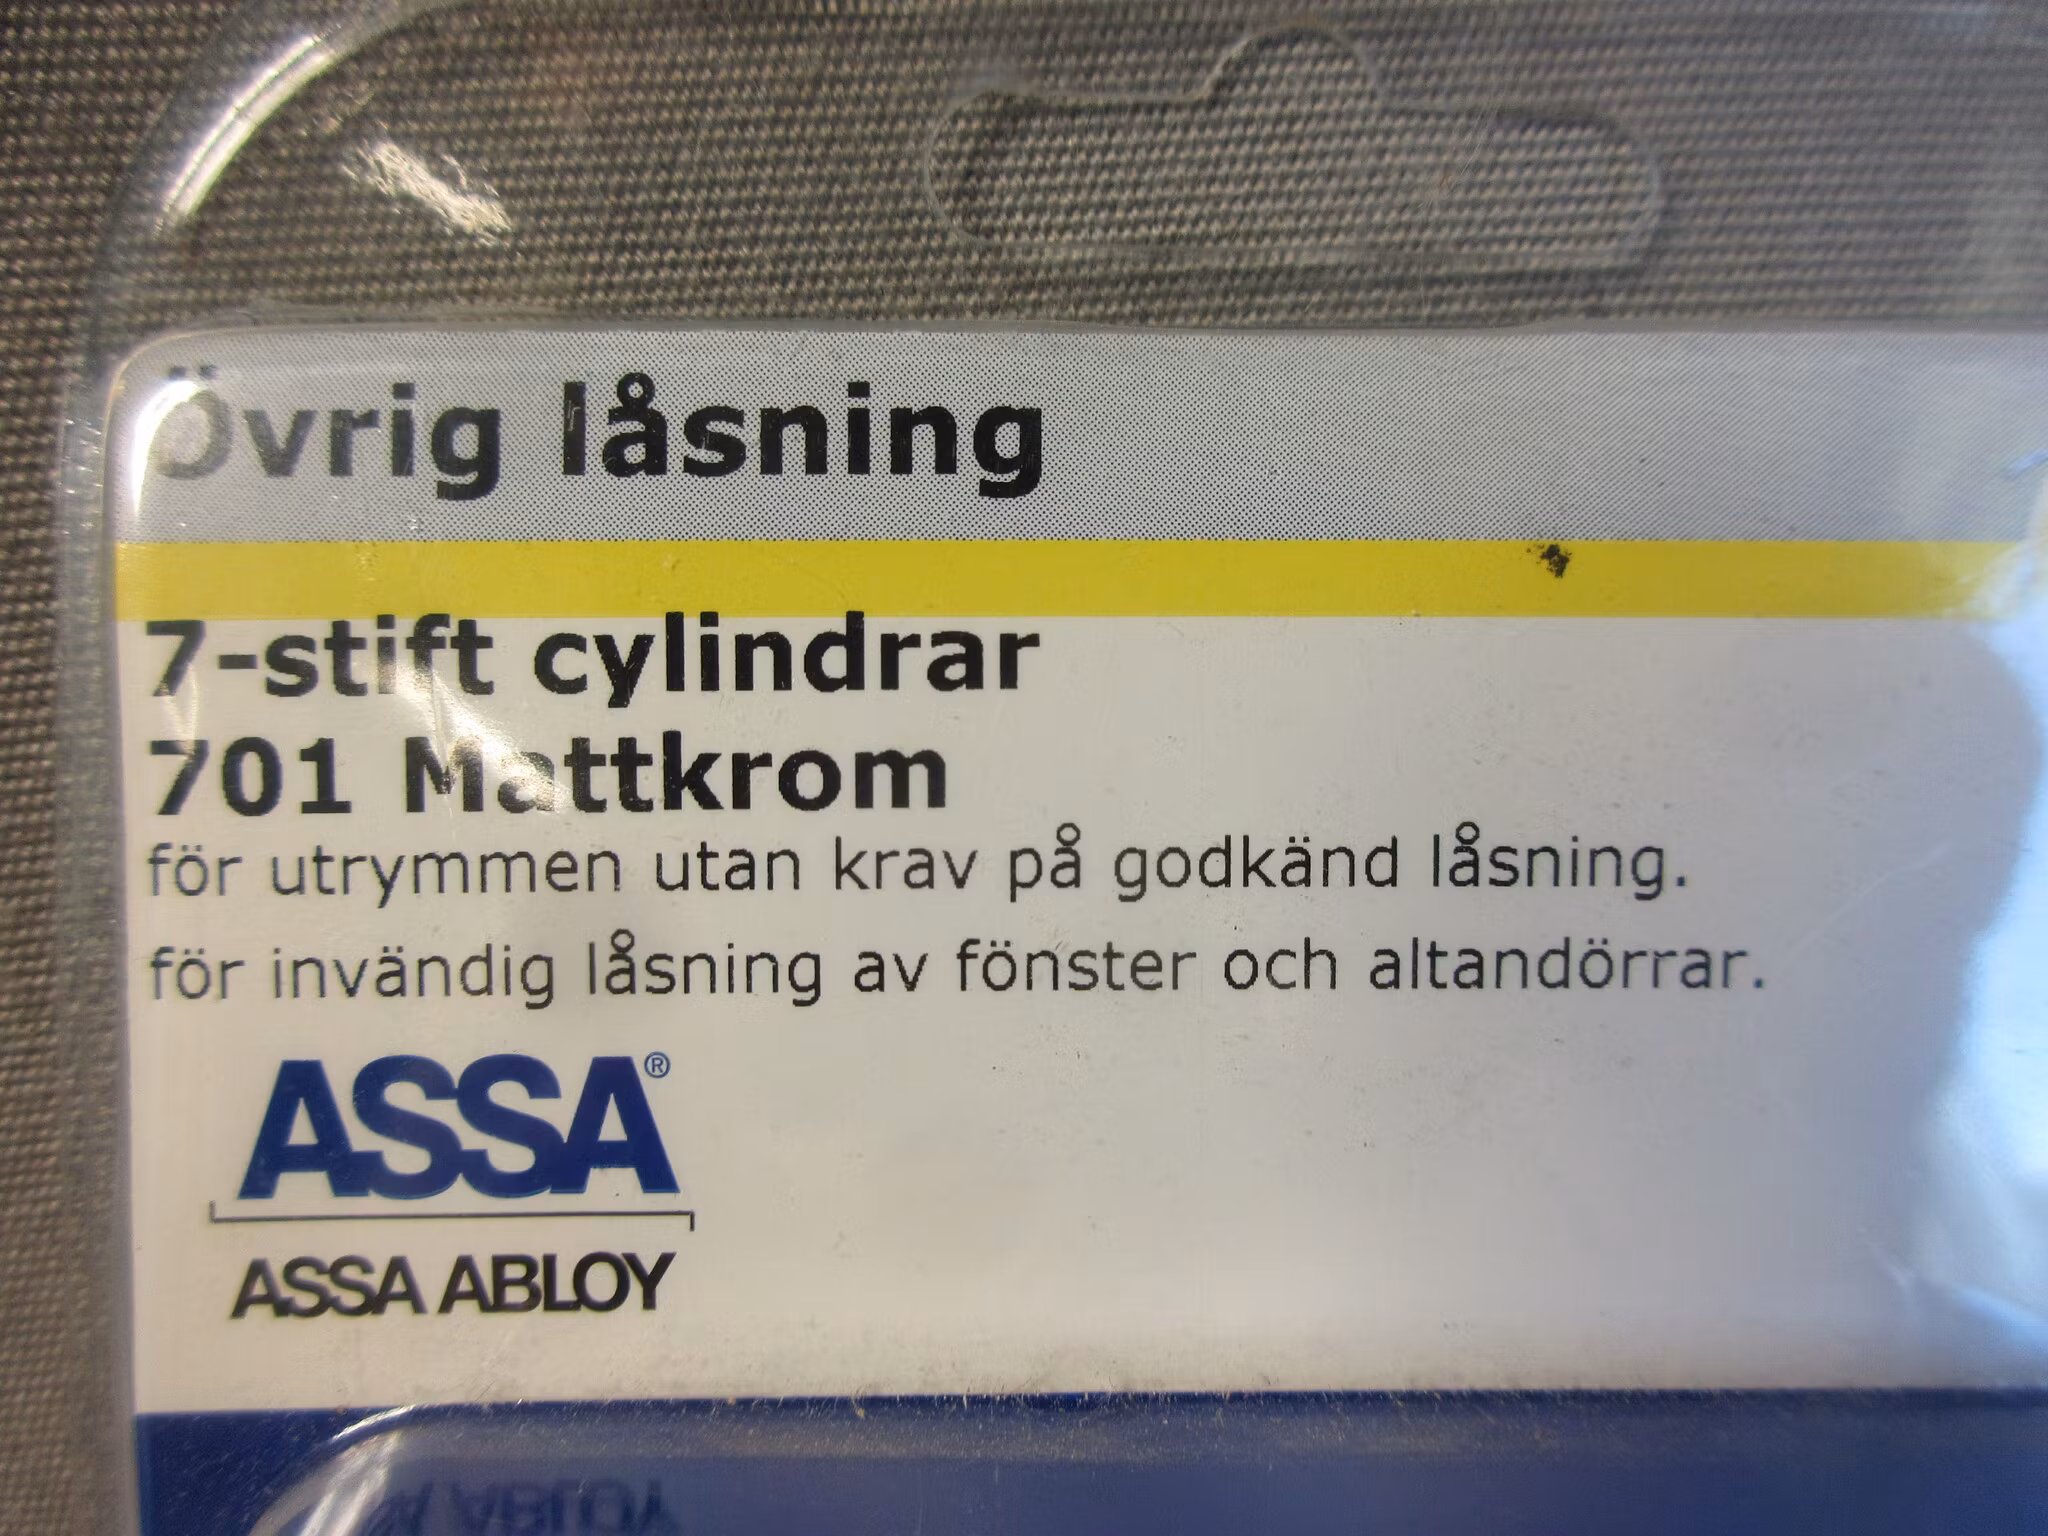 Övrig låsning
7-stift cylindrar
701 Mattkrom
för utrymmen utan krav på godkänd låsning.
för invändig låsning av fönster och altandörrar.
ASSA®
ASSA ABLOY